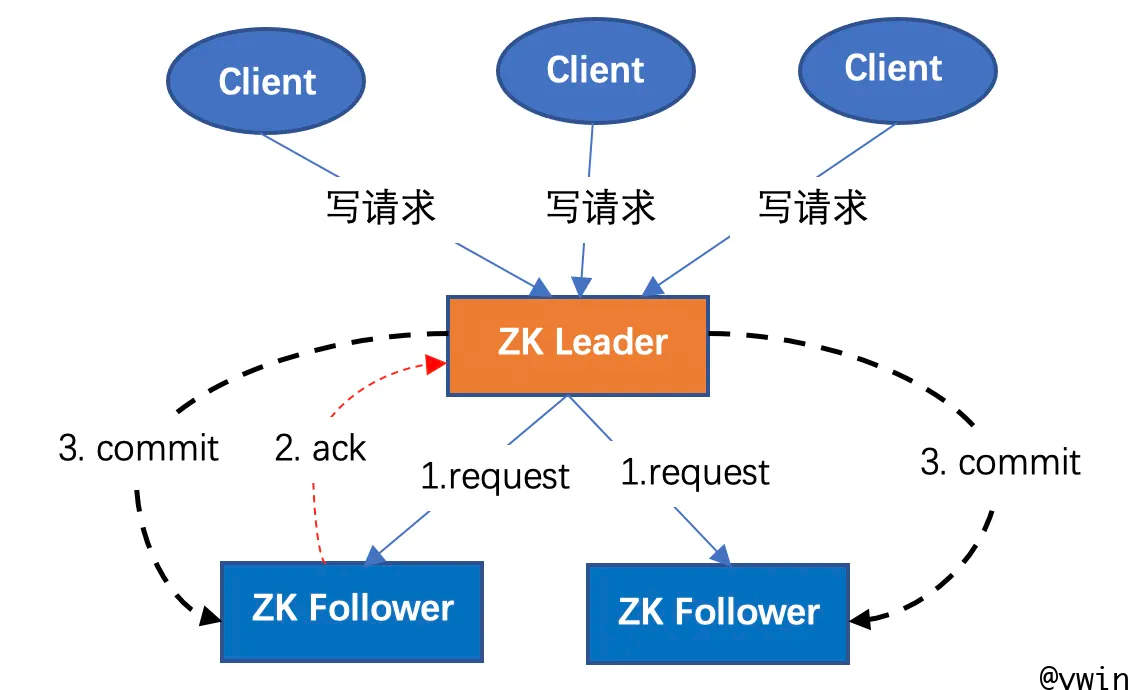 Client
Client
Client
写请求
写请求
写请求
ZK Leader
3. commit
2. ack
1.request
1.request
3. commit
ZK Follower
ZK Follower
@vwin